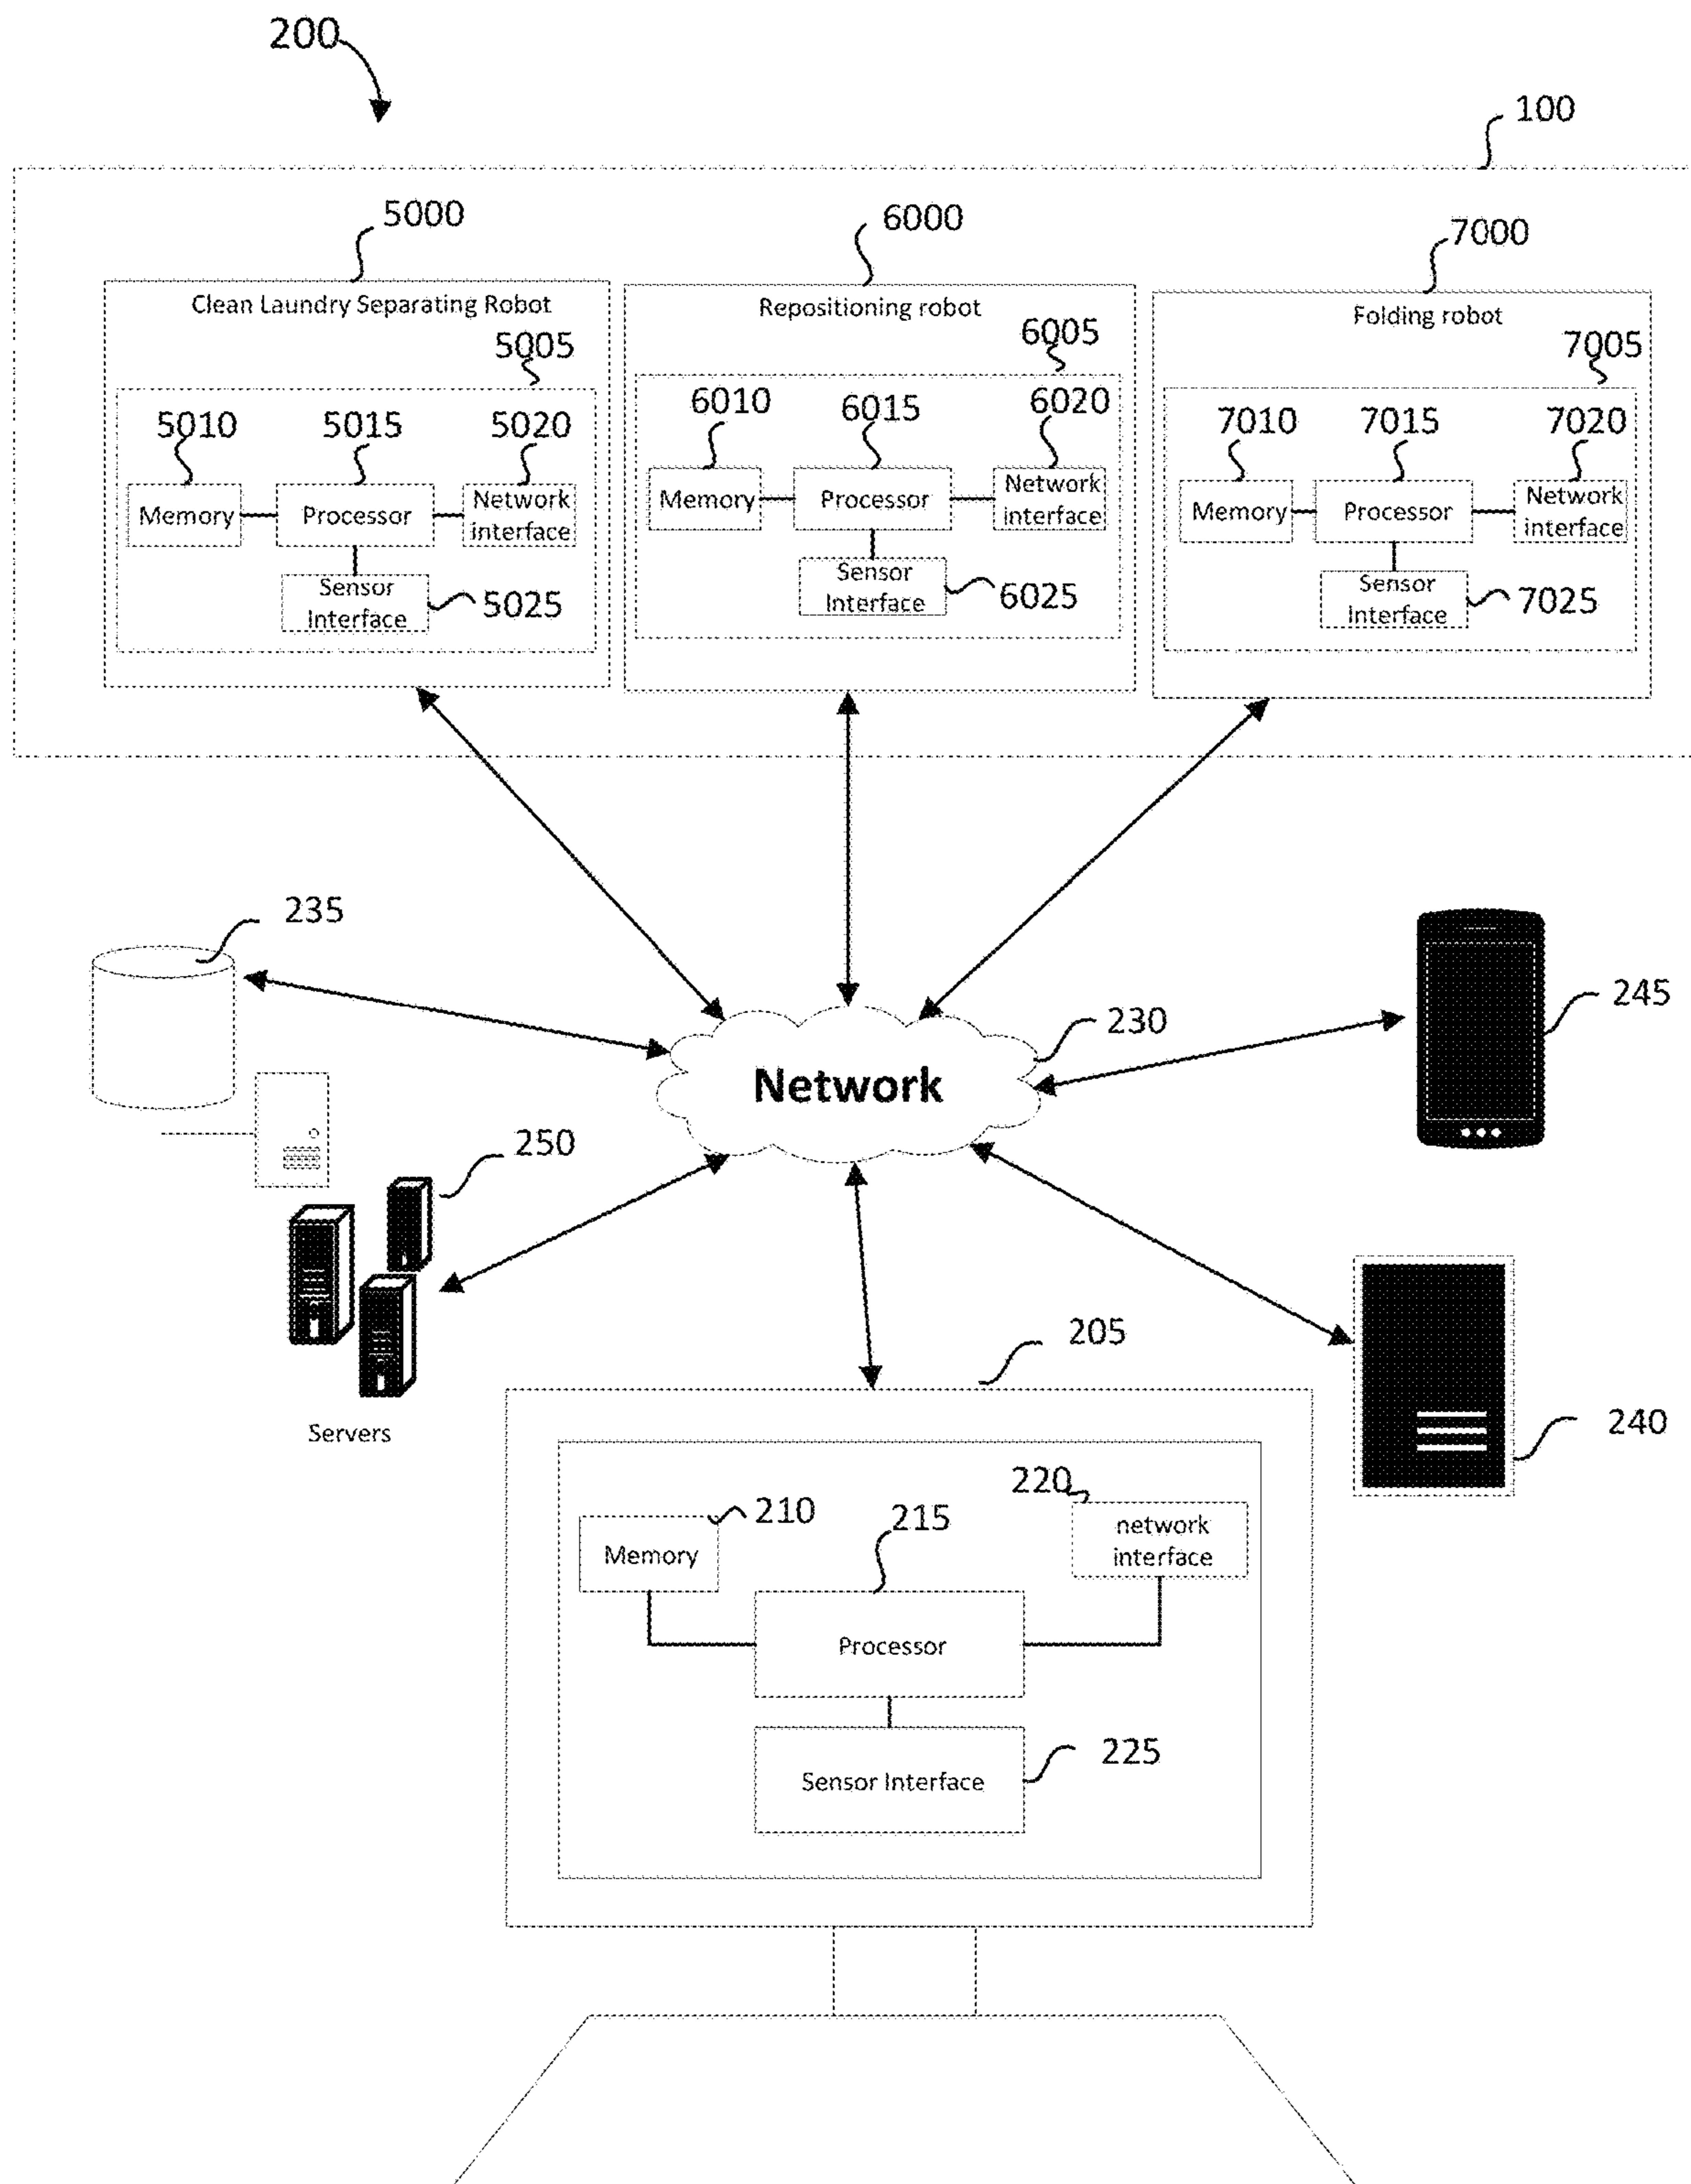 200
100
5000
6000
7000
Clean Laundry Separating Robot
Repositioning robot
Folding robot
5005
6005
7005
5010
5015
5020
6010
6015
6020
7010
7015
7020
Memory
Processor
Network
interface
Memory
Processor
Network
interface
Memory
Processor
Network
interface
Sensor
Interface
5025
Sensor
Interface
6025
Sensor
Interface
7025
235
245
230
Network
250
205
Servers
240
220
210
215
network
interface
Memory
Processor
225
Sensor Interface